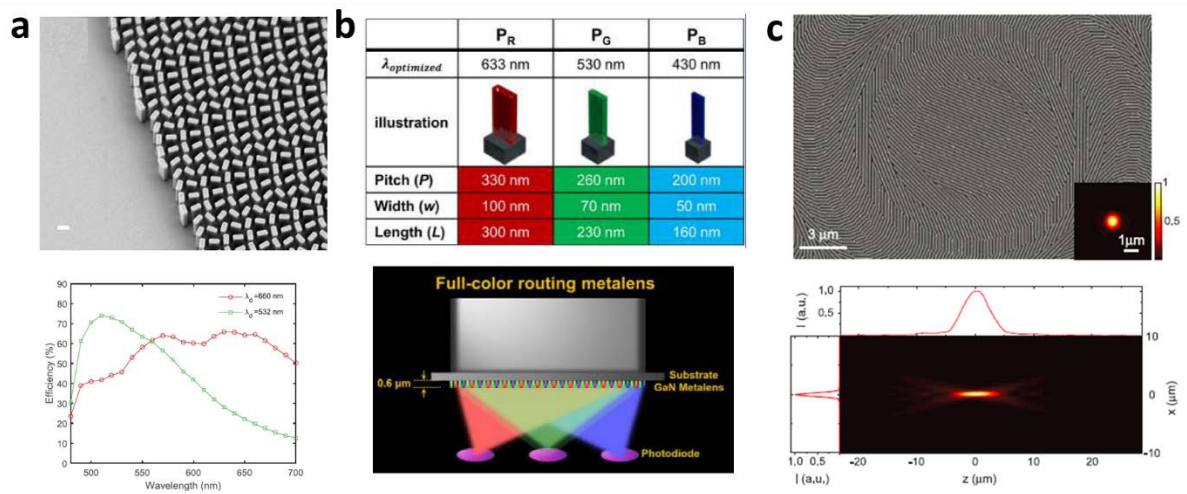 a
b
c
P_R P_G P_B
λ_optimized 633 nm 530 nm 430 nm
illustration
Pitch (P) 330 nm 260 nm 200 nm
Width (w) 100 nm 70 nm 50 nm
Length (L) 300 nm 230 nm 160 nm
3 μm
1μm
1
0.5
90
80
70
60
50
40
30
20
10
0
Efficiency (%)
λ_d=660 nm
λ_d=532 nm
500 550 600 650 700
Wavelength (nm)
Full-color routing metalens
0.6 μm
Substrate
GaN Metalens
Photodiode
I (a.u.)
1,0
0,5
10
0
-10
x (μm)
1,0 0,5
I (a.u.)
-20 -10 0 10 20
z (μm)